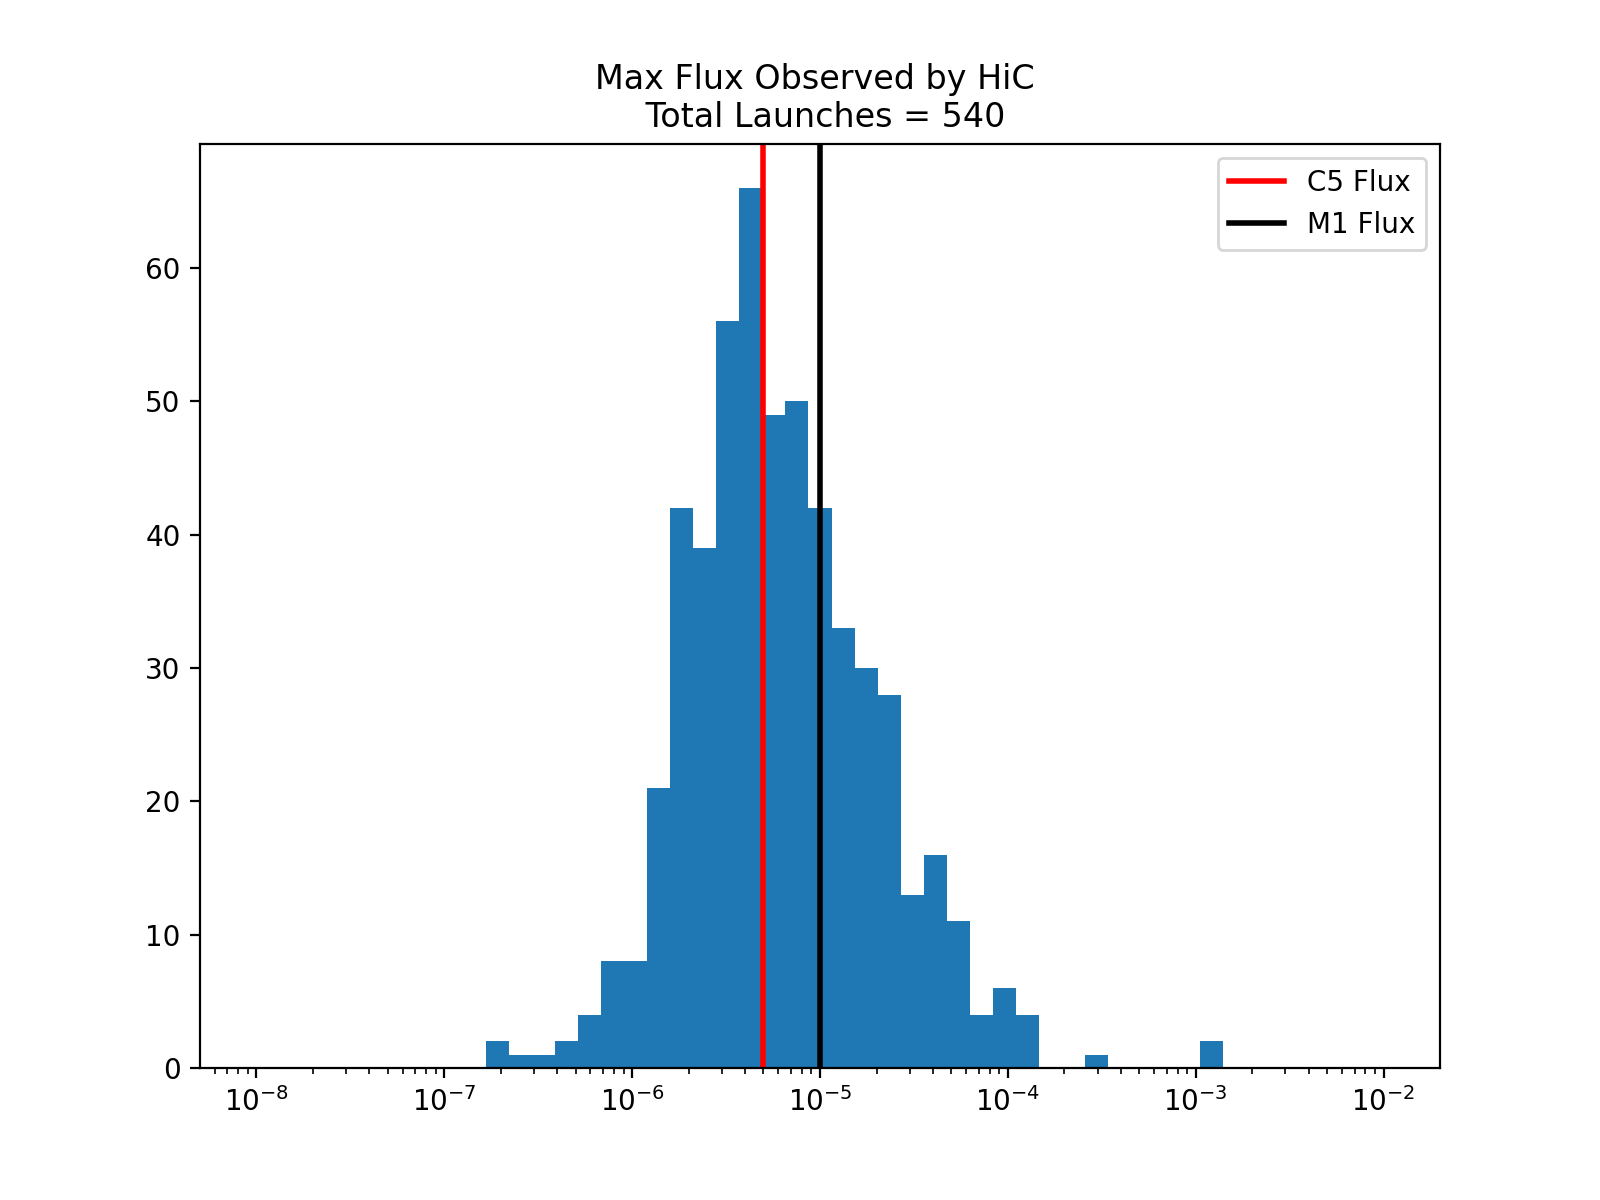 Max Flux Observed by HiC
Total Launches = 540
C5 Flux
M1 Flux
60
50
40
30
20
10
0
10⁻⁸ 10⁻⁷ 10⁻⁶ 10⁻⁵ 10⁻⁴ 10⁻³ 10⁻²